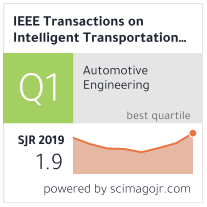 IEEE Transactions on
Intelligent Transportation...
Q1
Automotive
Engineering
best quartile
SJR 2019
1.9
powered by scimagojr.com